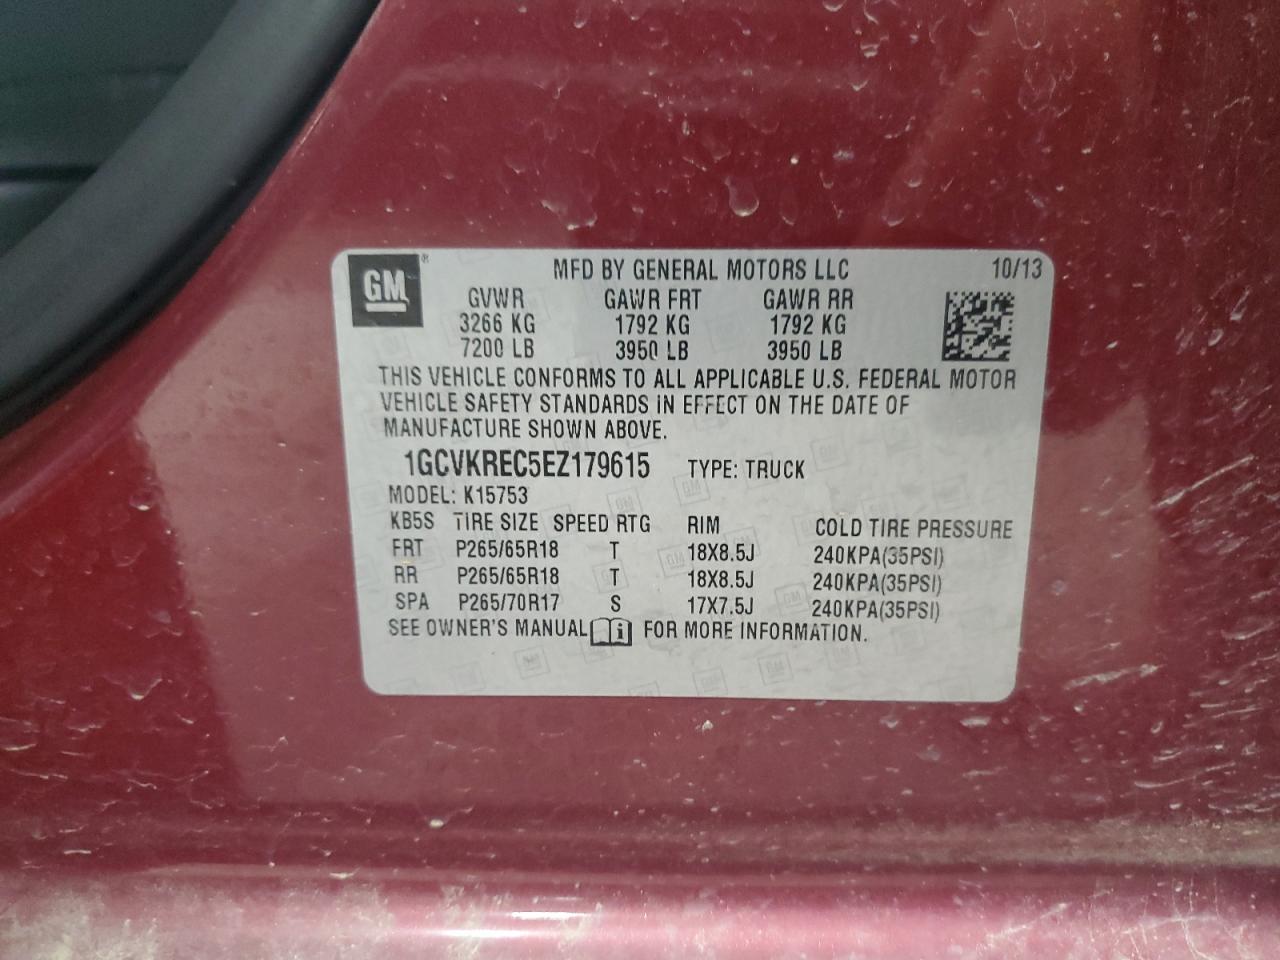 GM® MFD BY GENERAL MOTORS LLC 10/13
GVWR GAWR FRT GAWR RR
3266 KG 1792 KG 1792 KG
7200 LB 3950 LB 3950 LB
THIS VEHICLE CONFORMS TO ALL APPLICABLE U.S. FEDERAL MOTOR
VEHICLE SAFETY STANDARDS IN EFFECT ON THE DATE OF
MANUFACTURE SHOWN ABOVE.
1GCVKREC5EZ179615 TYPE: TRUCK
MODEL: K15753
KB5S TIRE SIZE SPEED RTG RIM COLD TIRE PRESSURE
FRT P265/65R18 T 18X8.5J 240KPA(35PSI)
RR P265/65R18 T 18X8.5J 240KPA(35PSI)
SPA P265/70R17 S 17X7.5J 240KPA(35PSI)
SEE OWNER'S MANUAL i FOR MORE INFORMATION.